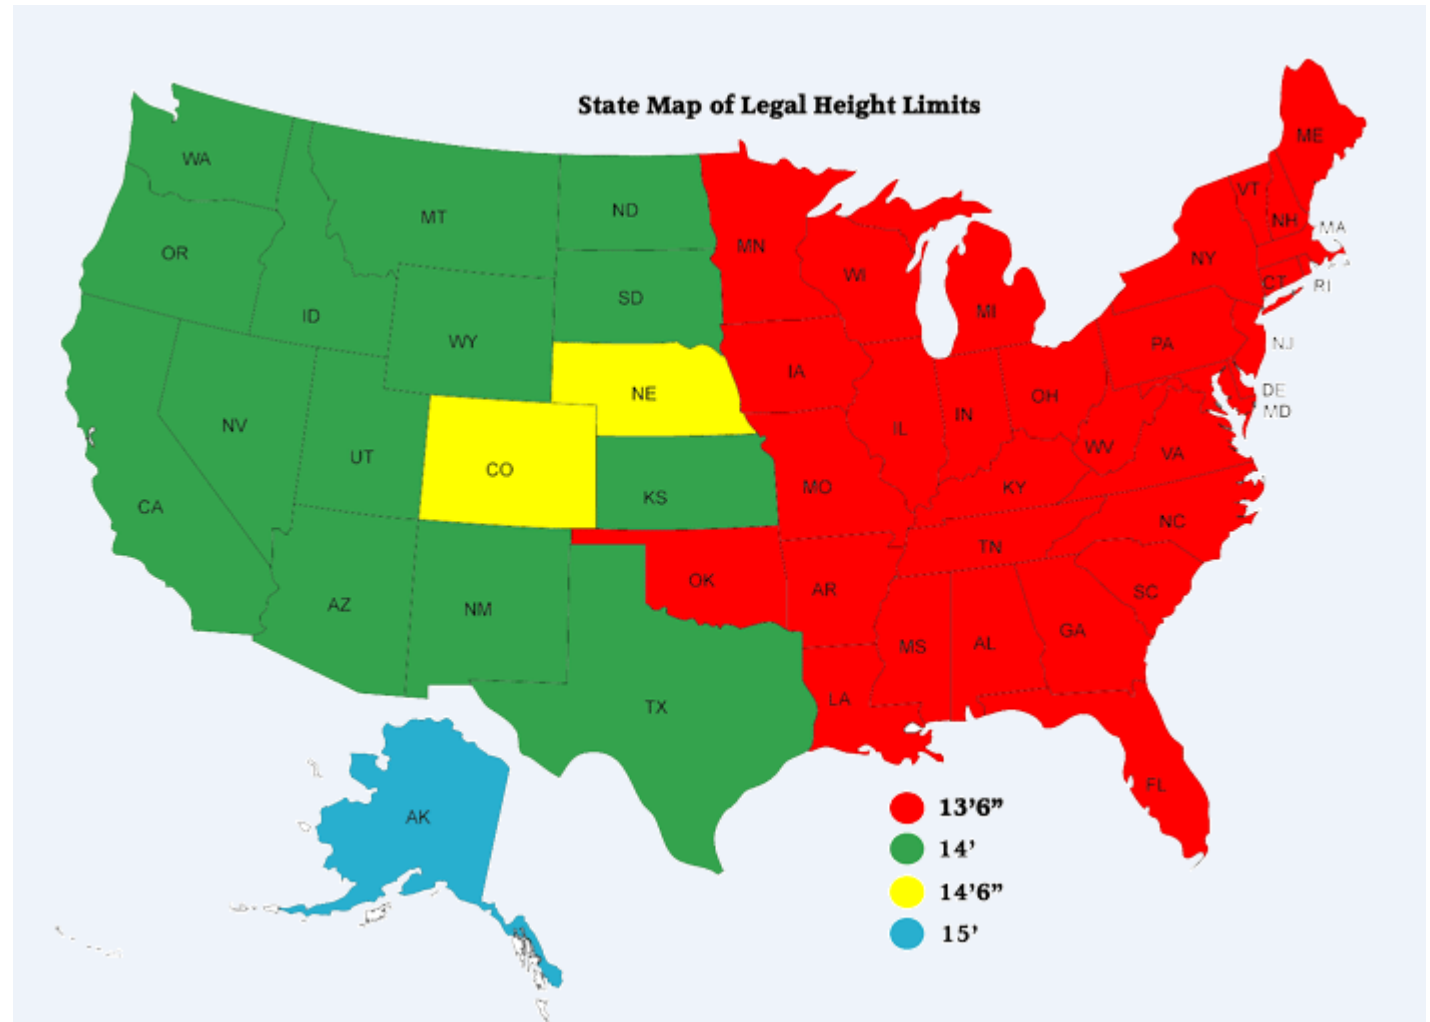 State Map of Legal Height Limits
ME
WA
VT
ND
MT
NH
MA
MN
OR
NY
WI
CT
RI
SD
MI
ID
WY
PA
NJ
IA
NE
OH
DE
MD
IN
NV
IL
WV
VA
UT
CO
MO
KY
KS
CA
NC
TN
OK
AR
SC
AZ
NM
GA
AL
MS
LA
TX
FL
13'6”
AK
14'
14'6”
15'